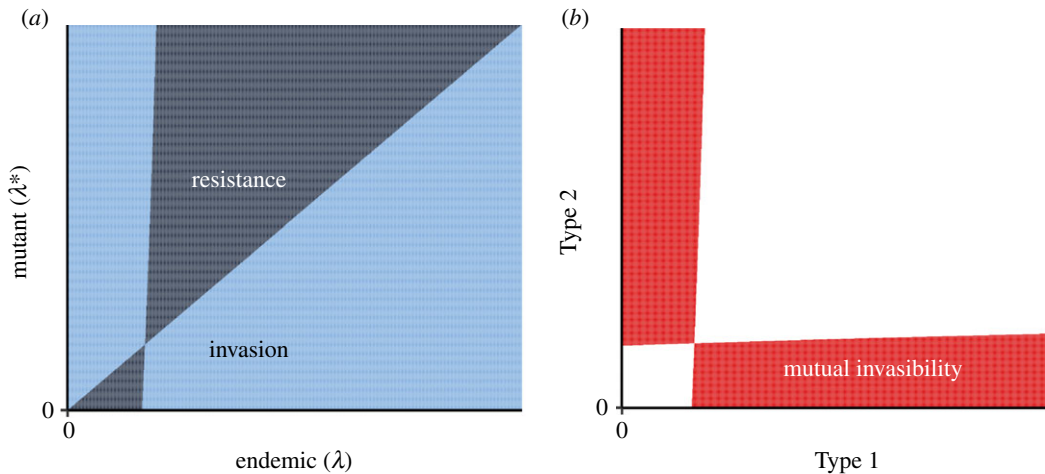 (a)
mutant (λ*)
resistance
invasion
0
0
endemic (λ)
(b)
Type 2
mutual invasibility
0
0
Type 1